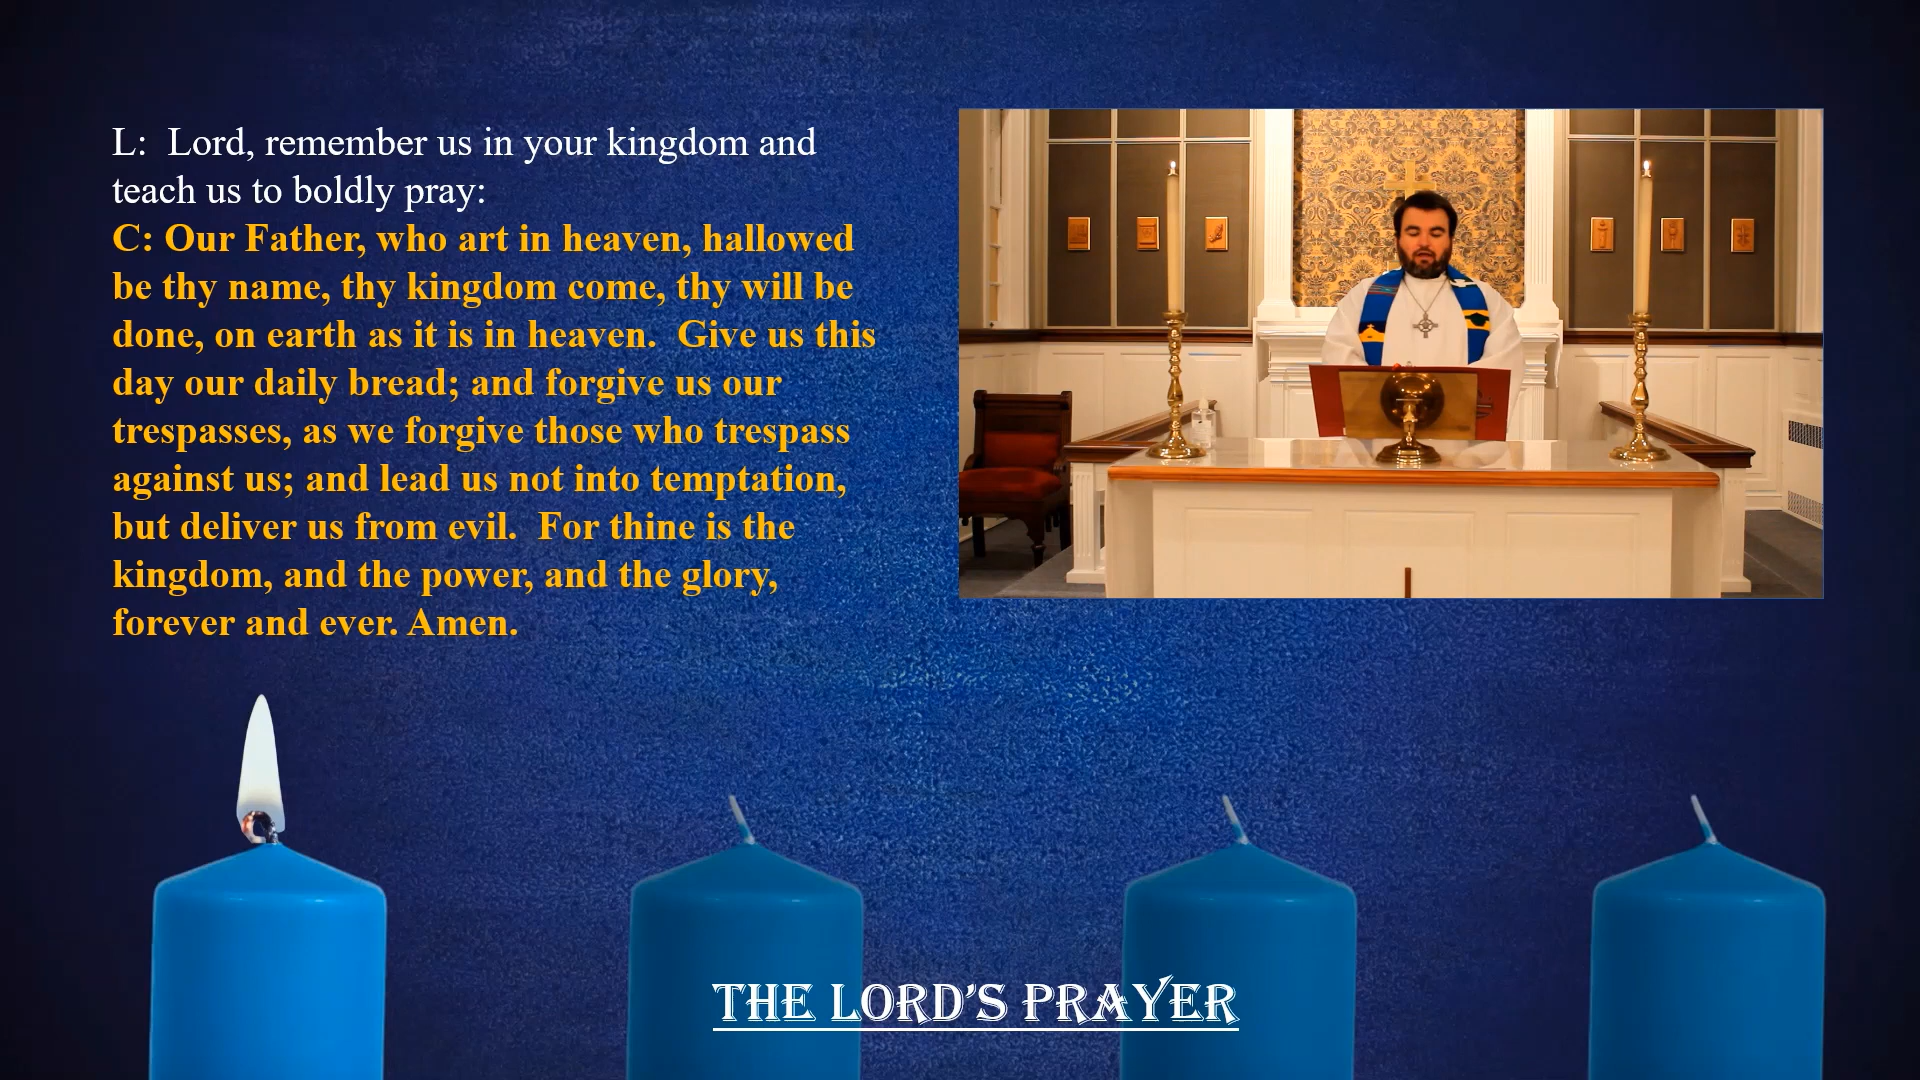 L:  Lord, remember us in your kingdom and
teach us to boldly pray:
C: Our Father, who art in heaven, hallowed
be thy name, thy kingdom come, thy will be
done, on earth as it is in heaven.  Give us this
day our daily bread; and forgive us our
trespasses, as we forgive those who trespass
against us; and lead us not into temptation,
but deliver us from evil.  For thine is the
kingdom, and the power, and the glory,
forever and ever. Amen.
THE LORD’S PRAYER